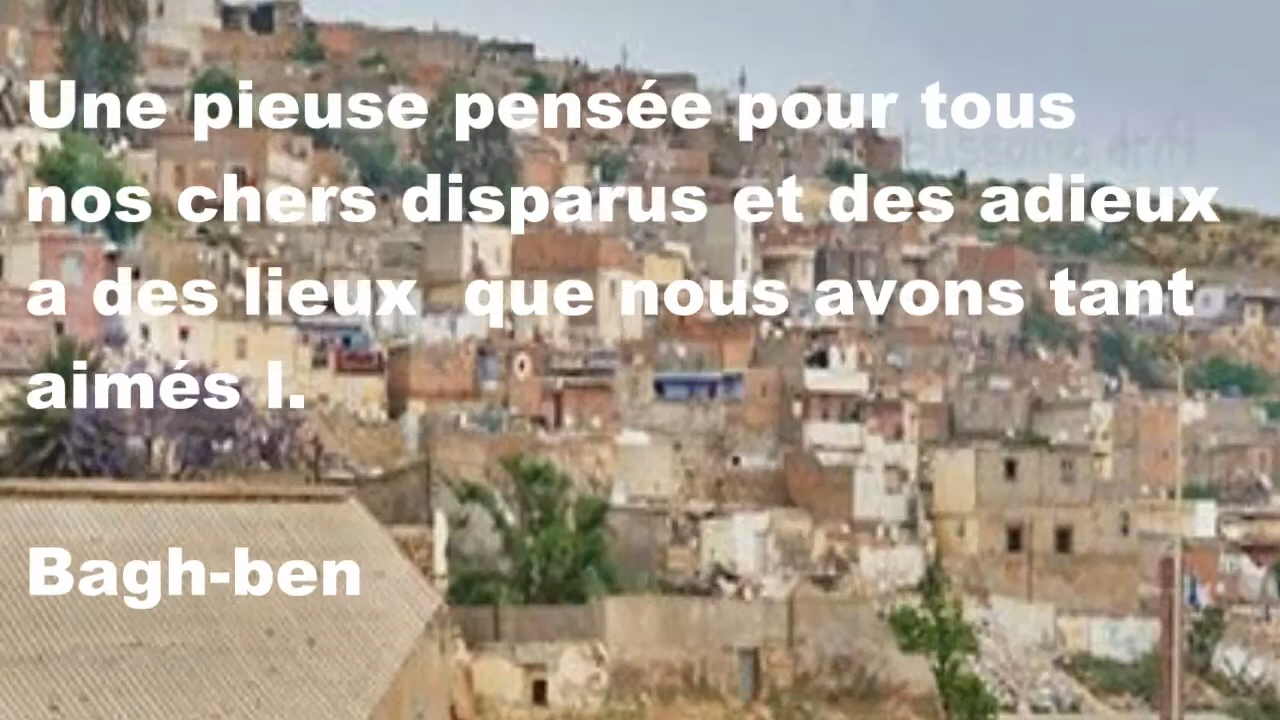 Une pieuse pensée pour tous
nos chers disparus et des adieux
a des lieux  que nous avons tant
aimés I.
Bagh-ben